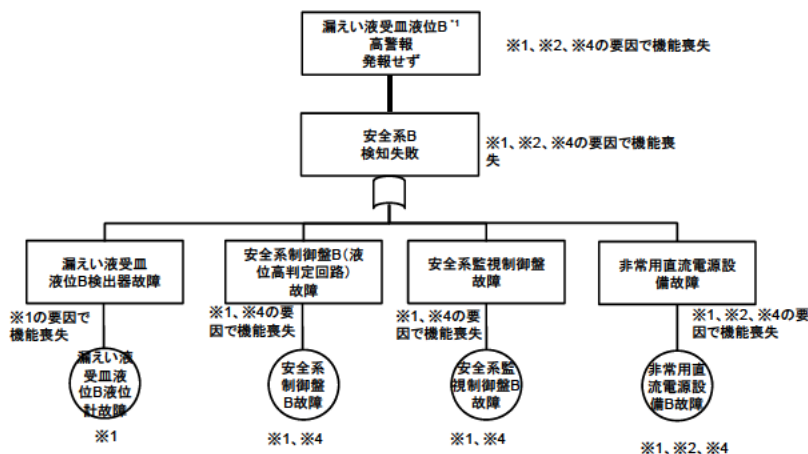 漏えい液受皿液位B *1
高警報
発報せず
※1、※2、※4の要因で機能喪失
安全系B
検知失敗
※1、※2、※4の要因で機能喪
失
漏えい液受皿
液位B検出器故障
安全系制御盤B(液
位高判定回路)
故障
安全系監視制御盤
故障
非常用直流電源設
備故障
※1の要因で
機能喪失
※1、※4の要
因で機能喪失
※1、※4の要
因で機能喪失
※1、※2、※4の要
因で機能喪失
漏えい液
受皿液
位B液位
計故障
安全系
制御盤
B故障
安全系監
視制御盤B
故障
非常用直
流電源設
備B故障
※1
※1、※4
※1、※4
※1、※2、※4